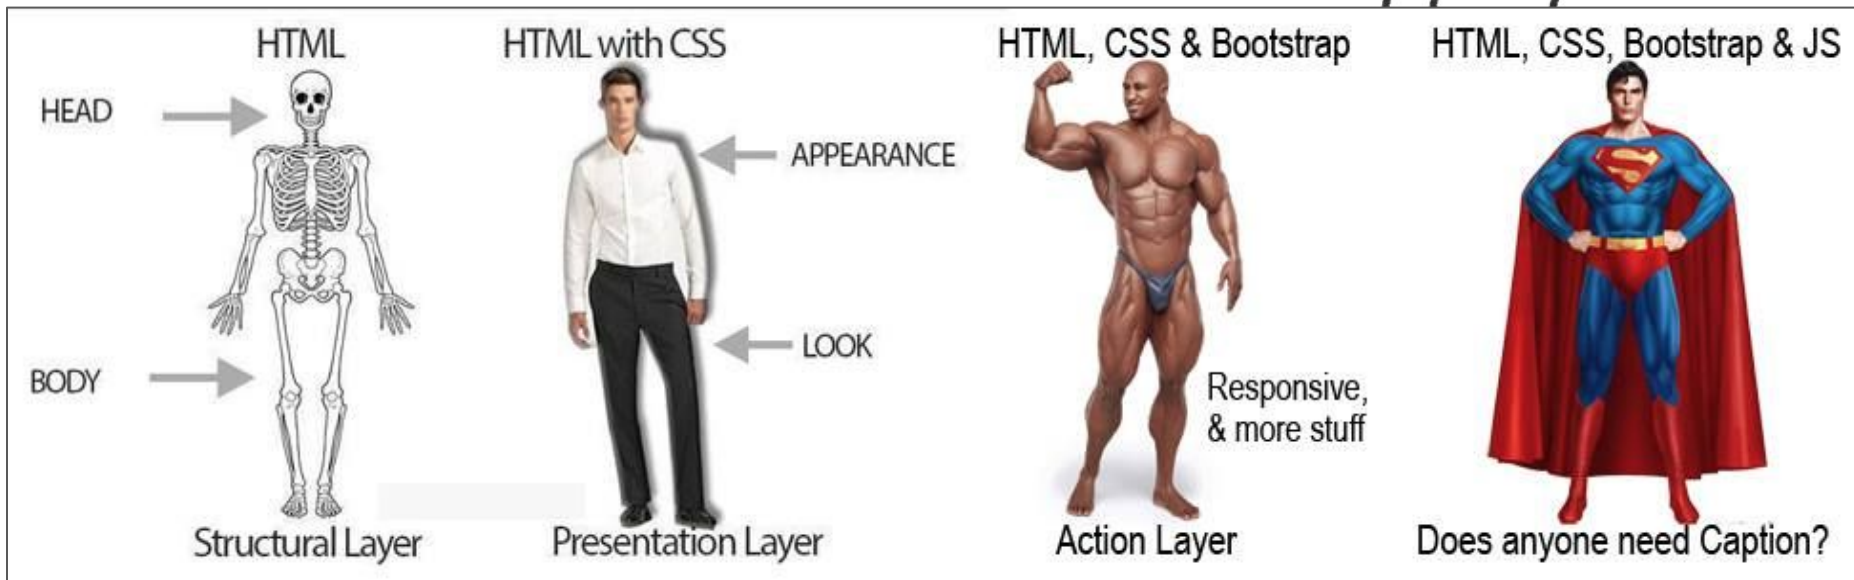 HTML
HEAD
BODY
Structural Layer
HTML with CSS
APPEARANCE
LOOK
Presentation Layer
HTML, CSS & Bootstrap
Responsive,
& more stuff
Action Layer
HTML, CSS, Bootstrap & JS
S
Does anyone need Caption?